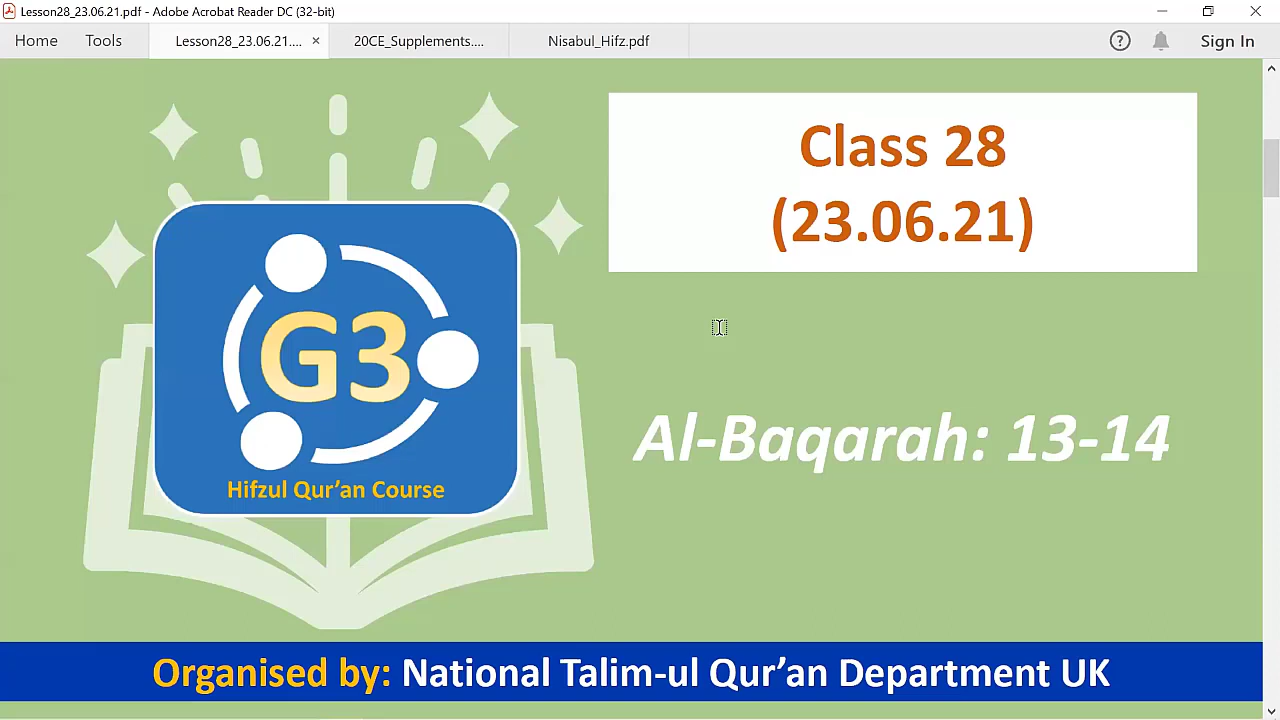 Lesson28_23.06.21.pdf - Adobe Acrobat Reader DC (32-bit)
Home
Tools
Lesson28_23.06.21....
20CE_Supplements....
Nisabul_Hifz.pdf
Sign In
Class 28
(23.06.21)
G3
Hifzul Qur’an Course
Al-Baqarah: 13-14
Organised by: National Talim-ul Qur’an Department UK